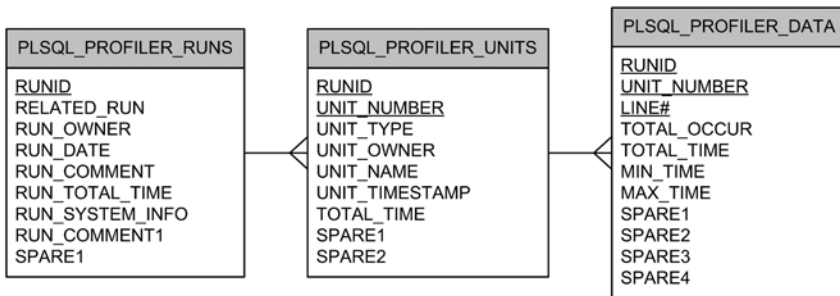 PLSQL_PROFILER_RUNS
RUNID
RELATED_RUN
RUN_OWNER
RUN_DATE
RUN_COMMENT
RUN_TOTAL_TIME
RUN_SYSTEM_INFO
RUN_COMMENT1
SPARE1
PLSQL_PROFILER_UNITS
RUNID
UNIT_NUMBER
UNIT_TYPE
UNIT_OWNER
UNIT_NAME
UNIT_TIMESTAMP
TOTAL_TIME
SPARE1
SPARE2
PLSQL_PROFILER_DATA
RUNID
UNIT_NUMBER
LINE#
TOTAL_OCCUR
TOTAL_TIME
MIN_TIME
MAX_TIME
SPARE1
SPARE2
SPARE3
SPARE4